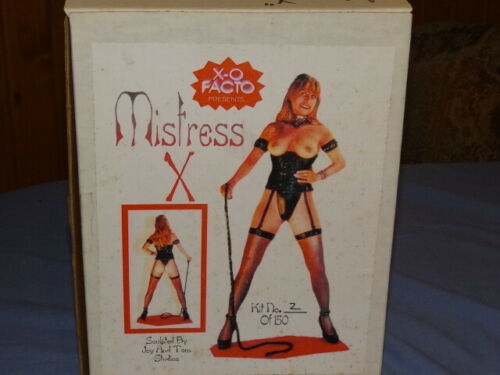 X-O
FACTO
PRESENTS
Mistress
X
Kit No. 2
Of 150
Sculpted By
Joy And Tom
Studios